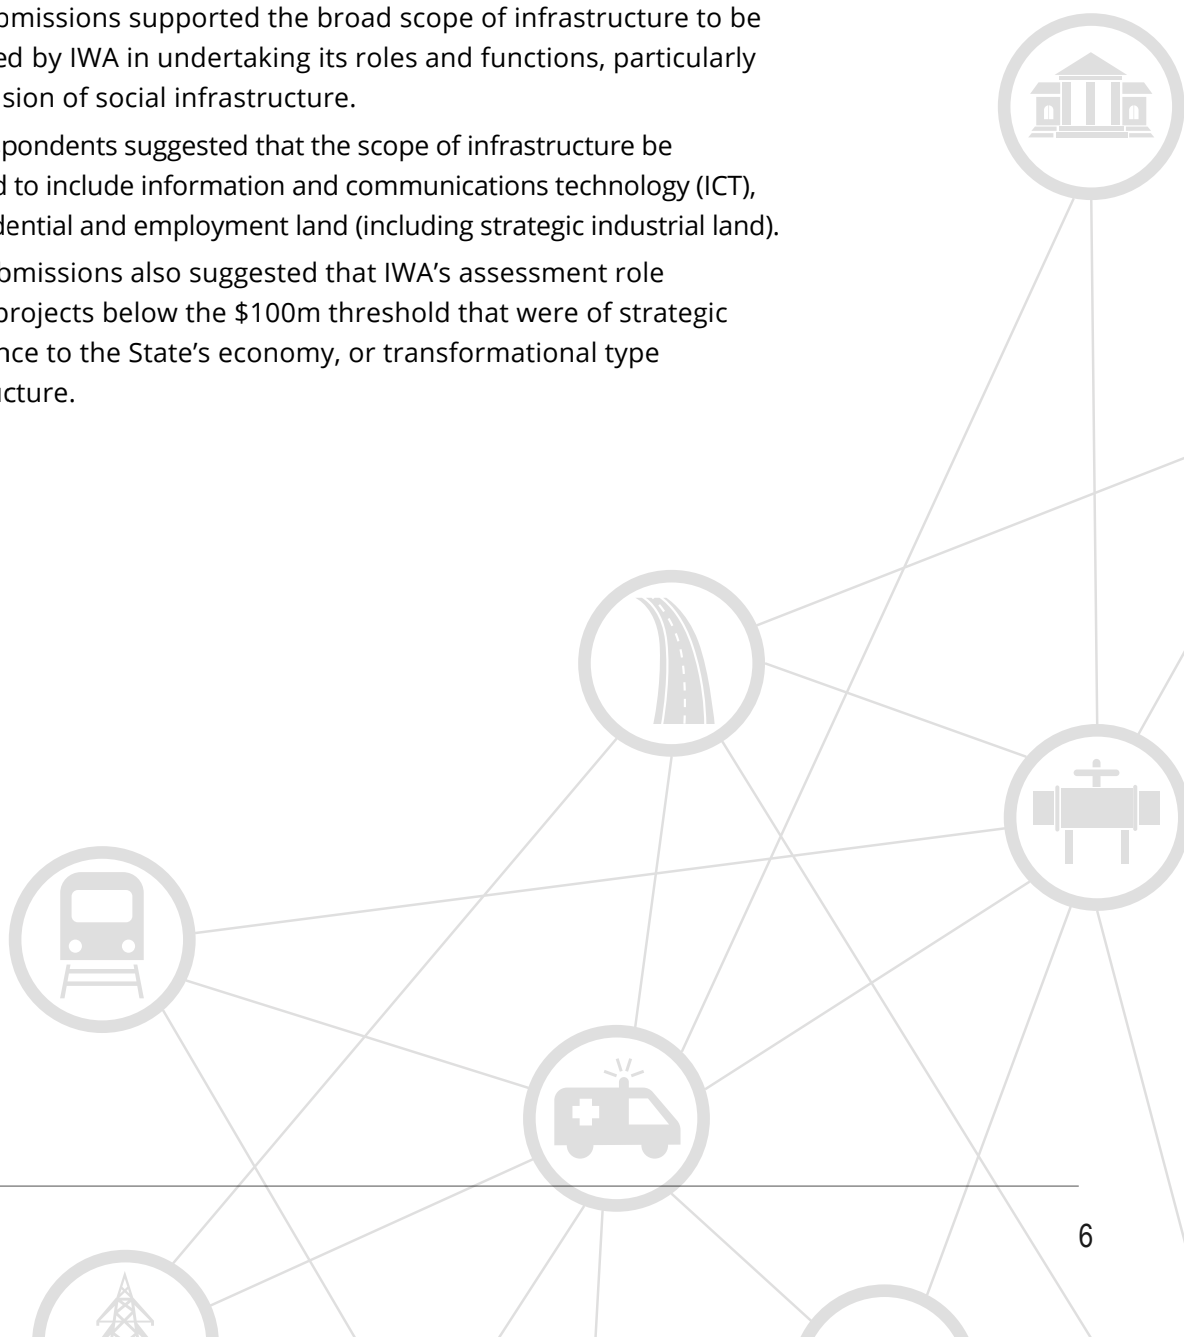 missions supported the broad scope of infrastructure to be
ed by IWA in undertaking its roles and functions, particularly
sion of social infrastructure.
pondents suggested that the scope of infrastructure be
d to include information and communications technology (ICT),
dential and employment land (including strategic industrial land).
bmissions also suggested that IWA’s assessment role
projects below the $100m threshold that were of strategic
nce to the State’s economy, or transformational type
ucture.
6